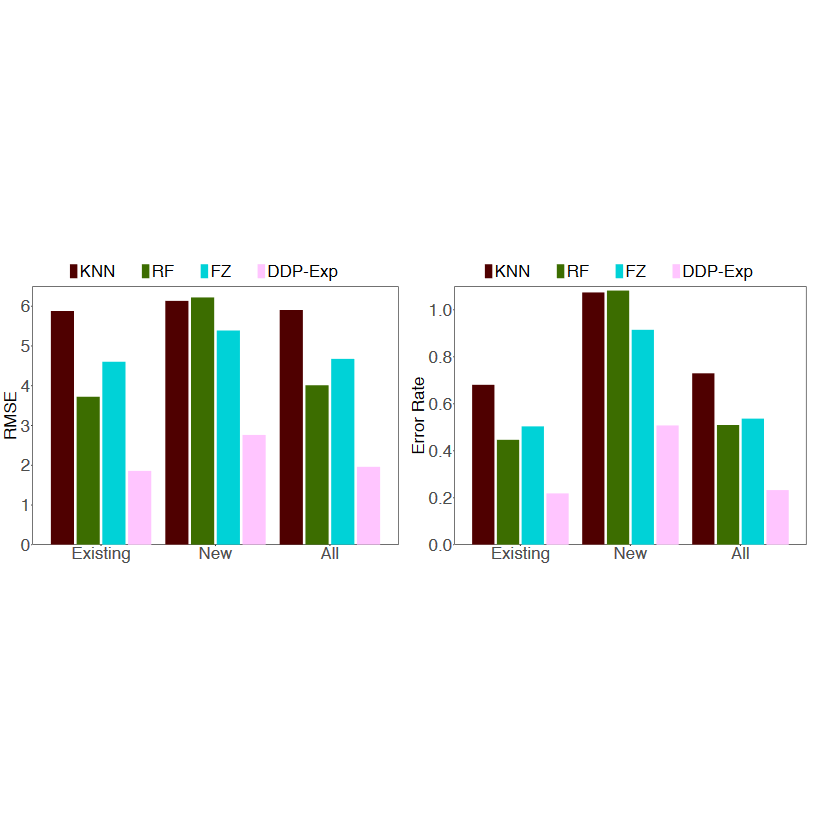 KNN RF FZ DDP-Exp
RMSE
6
5
4
3
2
1
0
Existing New All
KNN RF FZ DDP-Exp
Error Rate
1.0
0.8
0.6
0.4
0.2
0.0
Existing New All